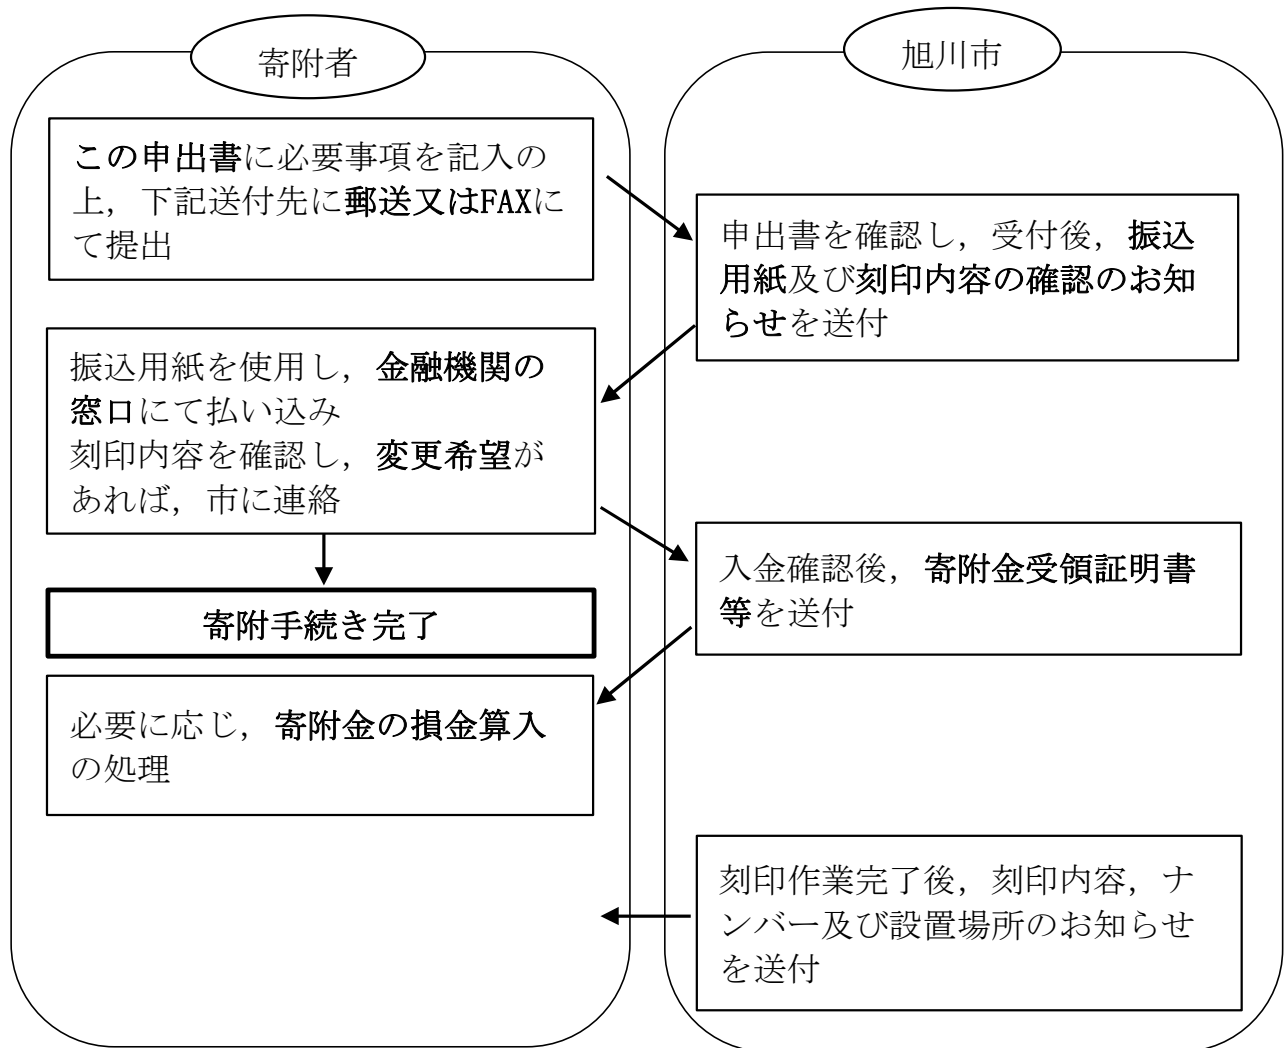 寄附者
旭川市
この申出書に必要事項を記入の
上，下記送付先に郵送又はFAXに
て提出
申出書を確認し，受付後，振込
用紙及び刻印内容の確認のお知
らせを送付
振込用紙を使用し，金融機関の
窓口にて払い込み
刻印内容を確認し，変更希望が
あれば，市に連絡
入金確認後，寄附金受領証明書
等を送付
寄附手続き完了
必要に応じ，寄附金の損金算入
の処理
刻印作業完了後，刻印内容，ナ
ンバー及び設置場所のお知らせ
を送付